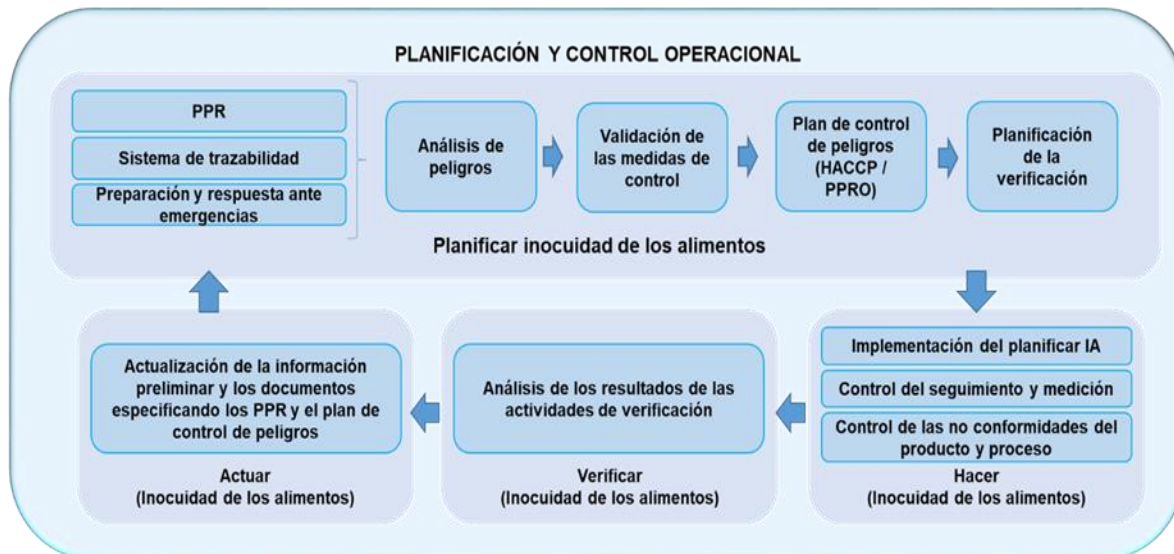 PLANIFICACIÓN Y CONTROL OPERACIONAL
PPR
Sistema de trazabilidad
Preparación y respuesta ante
emergencias
Análisis de
peligros
Validación de
las medidas de
control
Plan de control
de peligros
(HACCP /
PPRO)
Planificación
de la
verificación
Planificar inocuidad de los alimentos
Actualización de la información
preliminar y los documentos
especificando los PPR y el plan de
control de peligros
Actuar
(Inocuidad de los alimentos)
Análisis de los resultados de las
actividades de verificación
Verificar
(Inocuidad de los alimentos)
Implementación del planificar IA
Control del seguimiento y medición
Control de las no conformidades del
producto y proceso
Hacer
(Inocuidad de los alimentos)